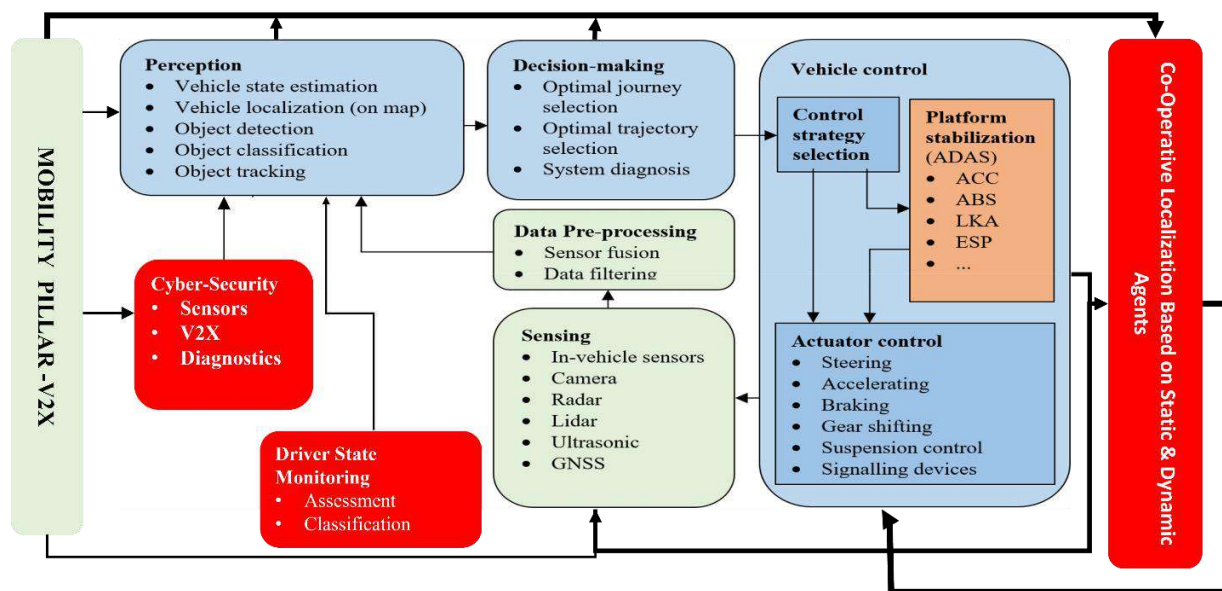 MOBILITY PILLAR -V2X
Perception
• Vehicle state estimation
• Vehicle localization (on map)
• Object detection
• Object classification
• Object tracking
Decision-making
• Optimal journey
selection
• Optimal trajectory
selection
• System diagnosis
Vehicle control
Control
strategy
selection
Platform
stabilization
(ADAS)
• ACC
• ABS
• LKA
• ESP
• ...
Data Pre-processing
• Sensor fusion
• Data filtering
Cyber-Security
• Sensors
• V2X
• Diagnostics
Sensing
• In-vehicle sensors
• Camera
• Radar
• Lidar
• Ultrasonic
• GNSS
Actuator control
• Steering
• Accelerating
• Braking
• Gear shifting
• Suspension control
• Signalling devices
Driver State
Monitoring
• Assessment
• Classification
Co-Operative Localization Based on Static & Dynamic
Agents